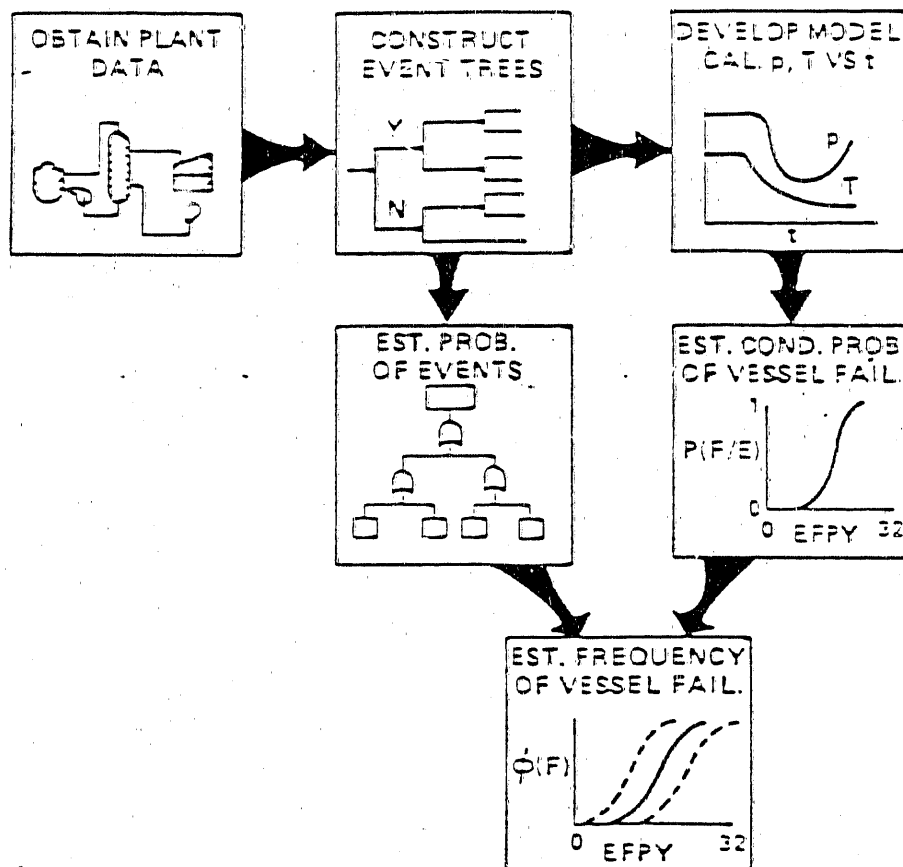 OBTAIN PLANT
DATA
CONSTRUCT
EVENT TREES
Y
N
DEVELOP MODEL
CAL. p, T VS t
p
T
t
EST. PROB.
OF EVENTS
EST. COND. PROB
OF VESSEL FAIL.
1
P(F/E)
0
0 EFPY 32
EST. FREQUENCY
OF VESSEL FAIL.
ϕ(F)
0 EFPY 32